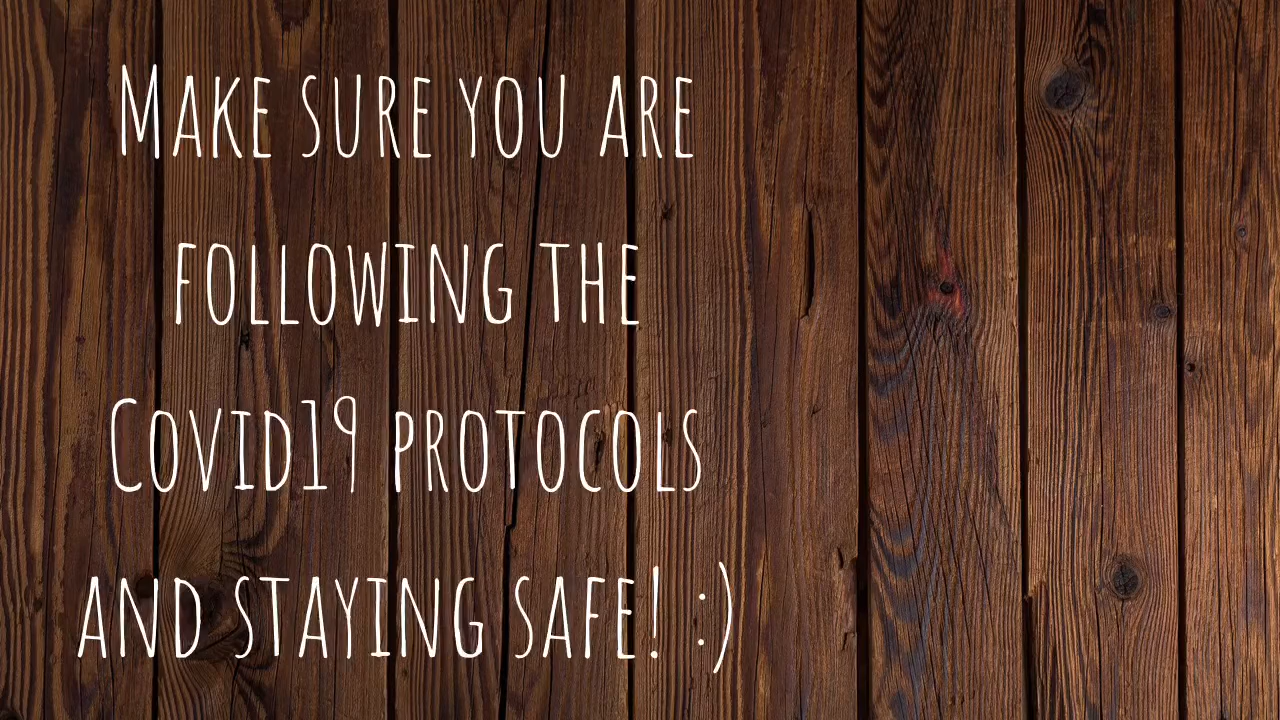 Make sure you are
following the
Covid19 protocols
and staying safe! :)